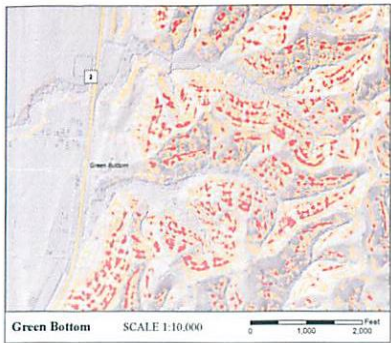 2
Green Bottom
Green Bottom SCALE 1:10,000
Feet
0 1,000 2,000